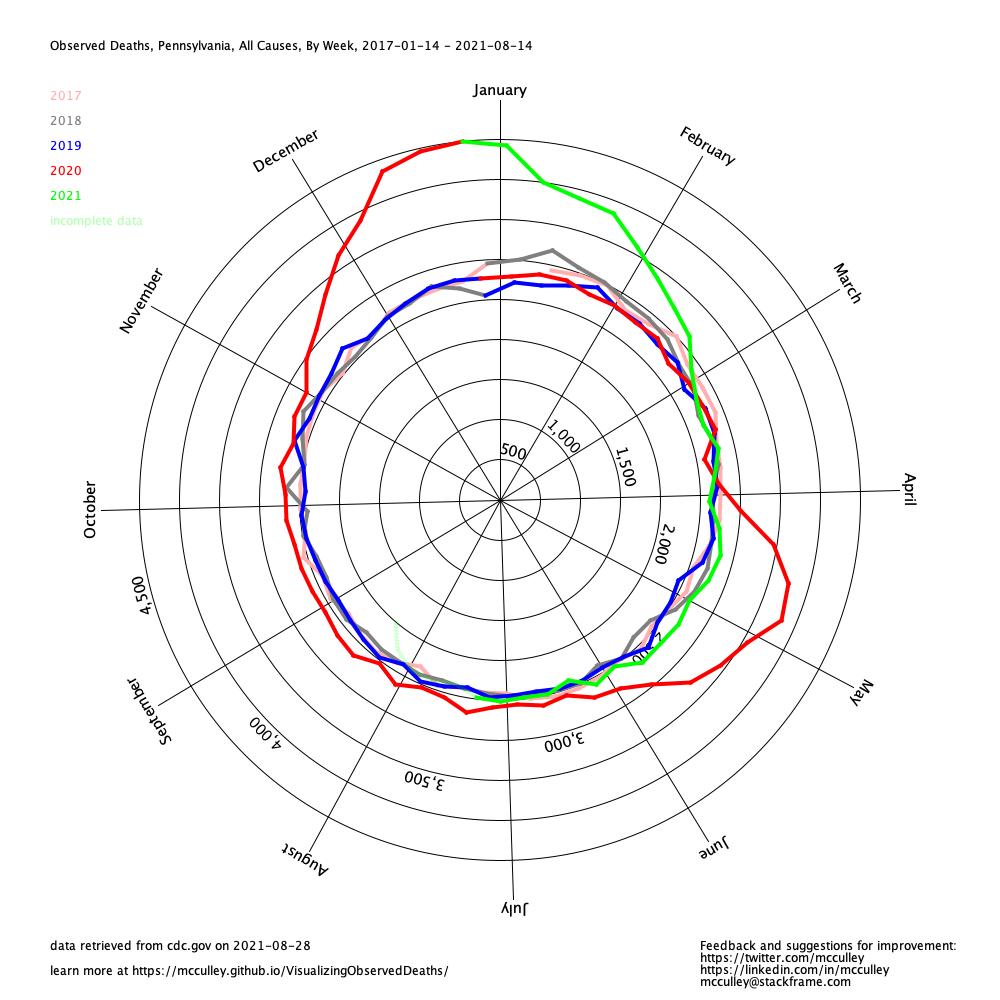 Observed Deaths, Pennsylvania, All Causes, By Week, 2017-01-14 - 2021-08-14
2017
2018
2019
2020
2021
incomplete data
January
February
March
April
May
June
July
August
September
October
November
December
500
1,000
1,500
2,000
3,000
3,500
4,000
4,500
data retrieved from cdc.gov on 2021-08-28
learn more at https://mcculley.github.io/VisualizingObservedDeaths/
Feedback and suggestions for improvement:
https://twitter.com/mcculley
https://linkedin.com/in/mcculley
mcculley@stackframe.com